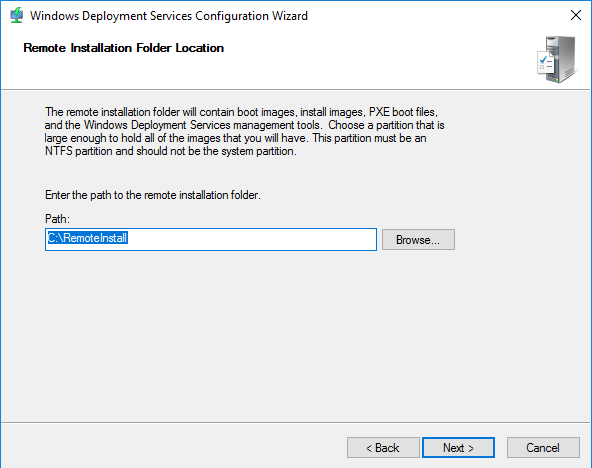 Windows Deployment Services Configuration Wizard
Remote Installation Folder Location
The remote installation folder will contain boot images, install images, PXE boot files,
and the Windows Deployment Services management tools. Choose a partition that is
large enough to hold all of the images that you will have. This partition must be an
NTFS partition and should not be the system partition.
Enter the path to the remote installation folder.
Path:
C:\RemoteInstall
Browse...
< Back
Next >
Cancel